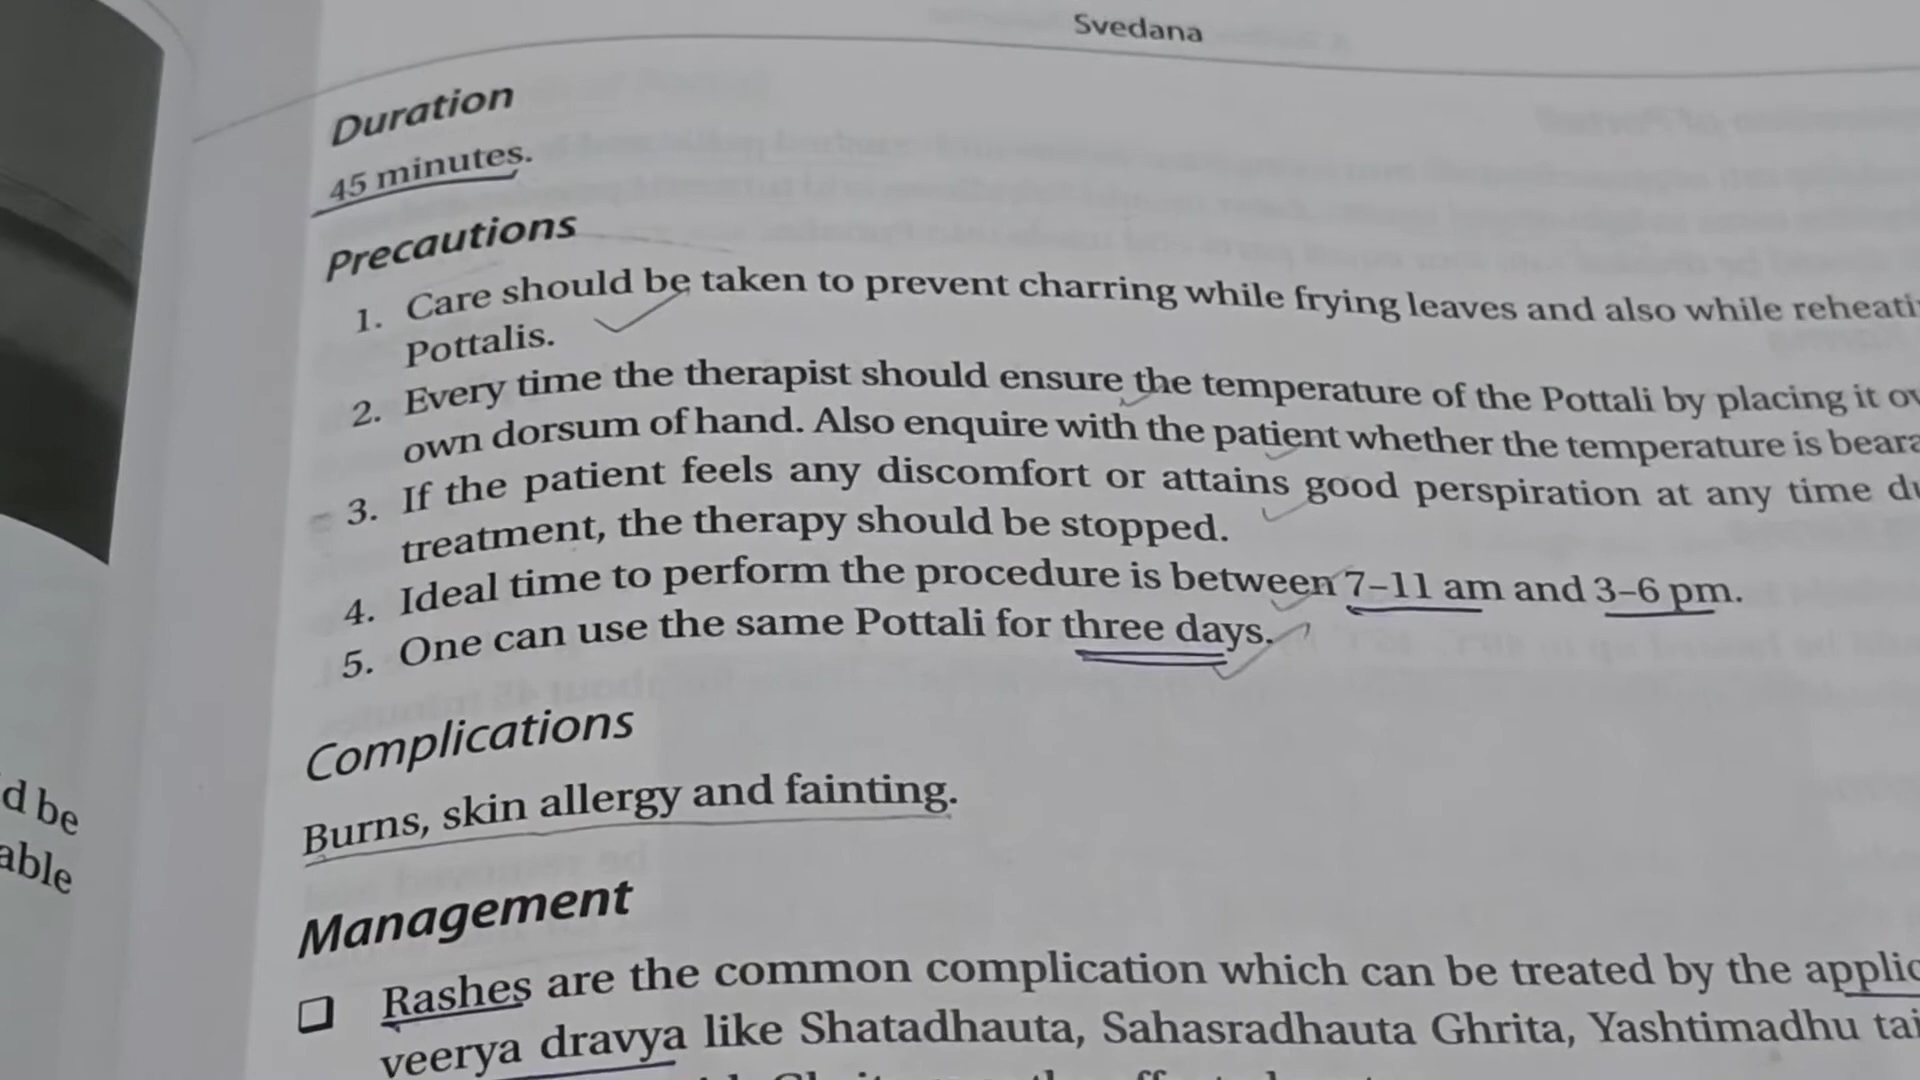 Svedana
Duration
45 minutes.
Precautions
1. Care should be taken to prevent charring while frying leaves and also while
Pottalis.
2. Every time the therapist should ensure the temperature of the Pottali by placing it
own dorsum of hand. Also enquire with the patient whether the temperature is
3. If the patient feels any discomfort or attains good perspiration at any time
treatment, the therapy should be stopped.
4. Ideal time to perform the procedure is between 7–11 am and 3–6 pm.
5. One can use the same Pottali for three days.
Complications
Burns, skin allergy and fainting.
Management
❑ Rashes are the common complication which can be treated by the
veerya dravya like Shatadhauta, Sahasradhauta Ghrita, Yashtimadhu
d be
able